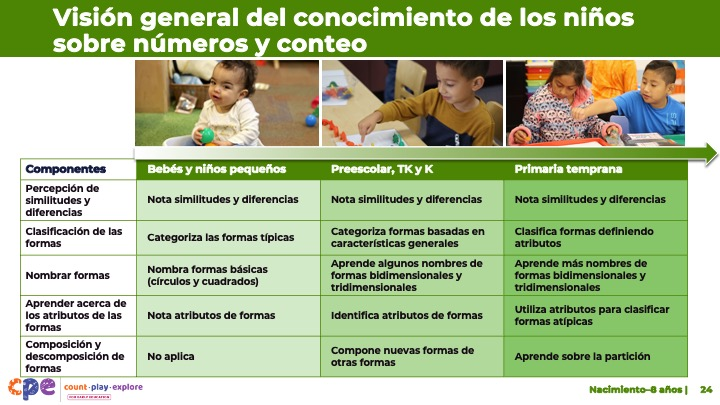 Visión general del conocimiento de los niños
sobre números y conteo
Componentes
Bebés y niños pequeños
Preescolar, TK y K
Primaria temprana
Percepción de
similitudes y
diferencias
Nota similitudes y diferencias
Nota similitudes y diferencias
Nota similitudes y diferencias
Clasificación de las
formas
Categoriza las formas típicas
Categoriza formas basadas en
características generales
Clasifica formas definiendo
atributos
Nombrar formas
Nombra formas básicas
(círculos y cuadrados)
Aprende algunos nombres de
formas bidimensionales y
tridimensionales
Aprende más nombres de
formas bidimensionales y
tridimensionales
Aprender acerca de
los atributos de las
formas
Nota atributos de formas
Identifica atributos de formas
Utiliza atributos para clasificar
formas atípicas
Composición y
descomposición de
formas
No aplica
Compone nuevas formas de
otras formas
Aprende sobre la partición
cpe
count·play·explore
Nacimiento–8 años |
24